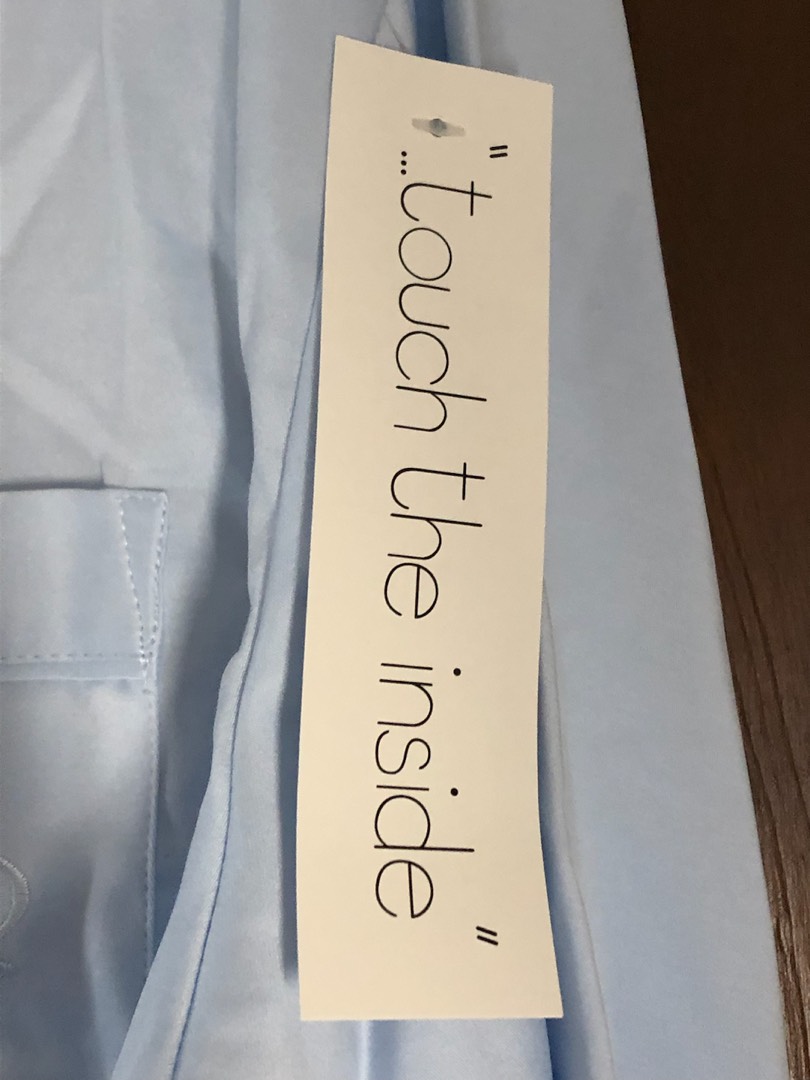 "...touch the inside"